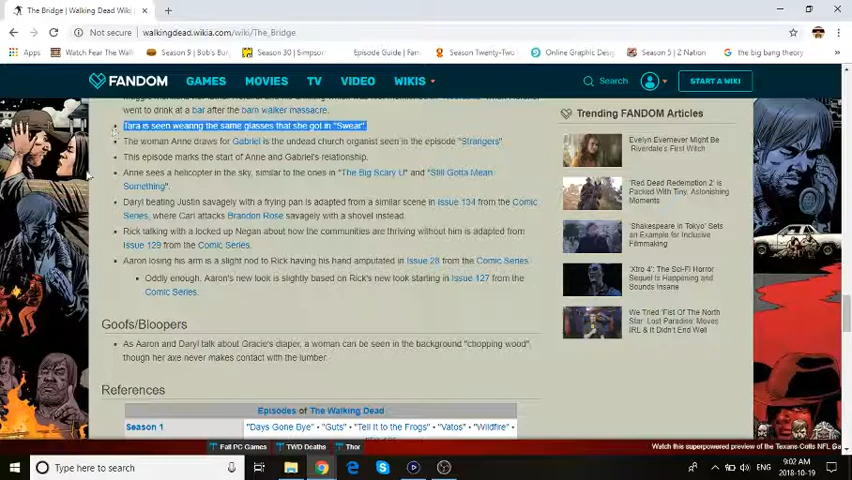 The Bridge | Walking Dead Wiki
Not secure | walkingdead.wikia.com/wiki/The_Bridge
Apps Watch Fear The Wal Season 9 | Bob's Bur Season 30 | Simpson Episode Guide | Fan Season Twenty-Two Online Graphic Desi Season 5 | Z Nation the big bang theory
FANDOM GAMES MOVIES TV VIDEO WIKIS Search START A WIKI
went to drink at a bar after the barn walker massacre.
Tara is seen wearing the same glasses that she got in "Swear".
The woman Anne draws for Gabriel is the undead church organist seen in the episode "Strangers".
This episode marks the start of Anne and Gabriel's relationship.
Anne sees a helicopter in the sky, similar to the ones in "The Big Scary U" and "Still Gotta Mean
Something".
Daryl beating Justin savagely with a frying pan is adapted from a similar scene in Issue 134 from the Comic
Series, where Carl attacks Brandon Rose savagely with a shovel instead.
Rick talking with a locked up Negan about how the communities are thriving without him is adapted from
Issue 129 from the Comic Series.
Aaron losing his arm is a slight nod to Rick having his hand amputated in Issue 28 from the Comic Series.
Oddly enough, Aaron's new look is slightly based on Rick's new look starting in Issue 127 from the
Comic Series.
Goofs/Bloopers
As Aaron and Daryl talk about Gracie's diaper, a woman can be seen in the background "chopping wood",
though her axe never makes contact with the lumber.
References
Episodes of The Walking Dead
Season 1 "Days Gone Bye" • "Guts" • "Tell It to the Frogs" • "Vatos" • "Wildfire" •
Trending FANDOM Articles
Evelyn Evernever Might Be
Riverdale's First Witch
'Red Dead Redemption 2' is
Packed With Tiny, Astonishing
Moments
'Shakespeare in Tokyo' Sets
an Example for Inclusive
Filmmaking
'Xtro 4': The Sci-Fi Horror
Sequel Is Happening and
Sounds Insane
We Tried 'Fist Of The North
Star: Lost Paradise' Moves
IRL & It Didn't End Well
Fall PC Games TWD Deaths Thor Watch this superpowered preview of the Texans-Colts NFL Ga
Type here to search
ENG
9:02 AM
2018-10-19